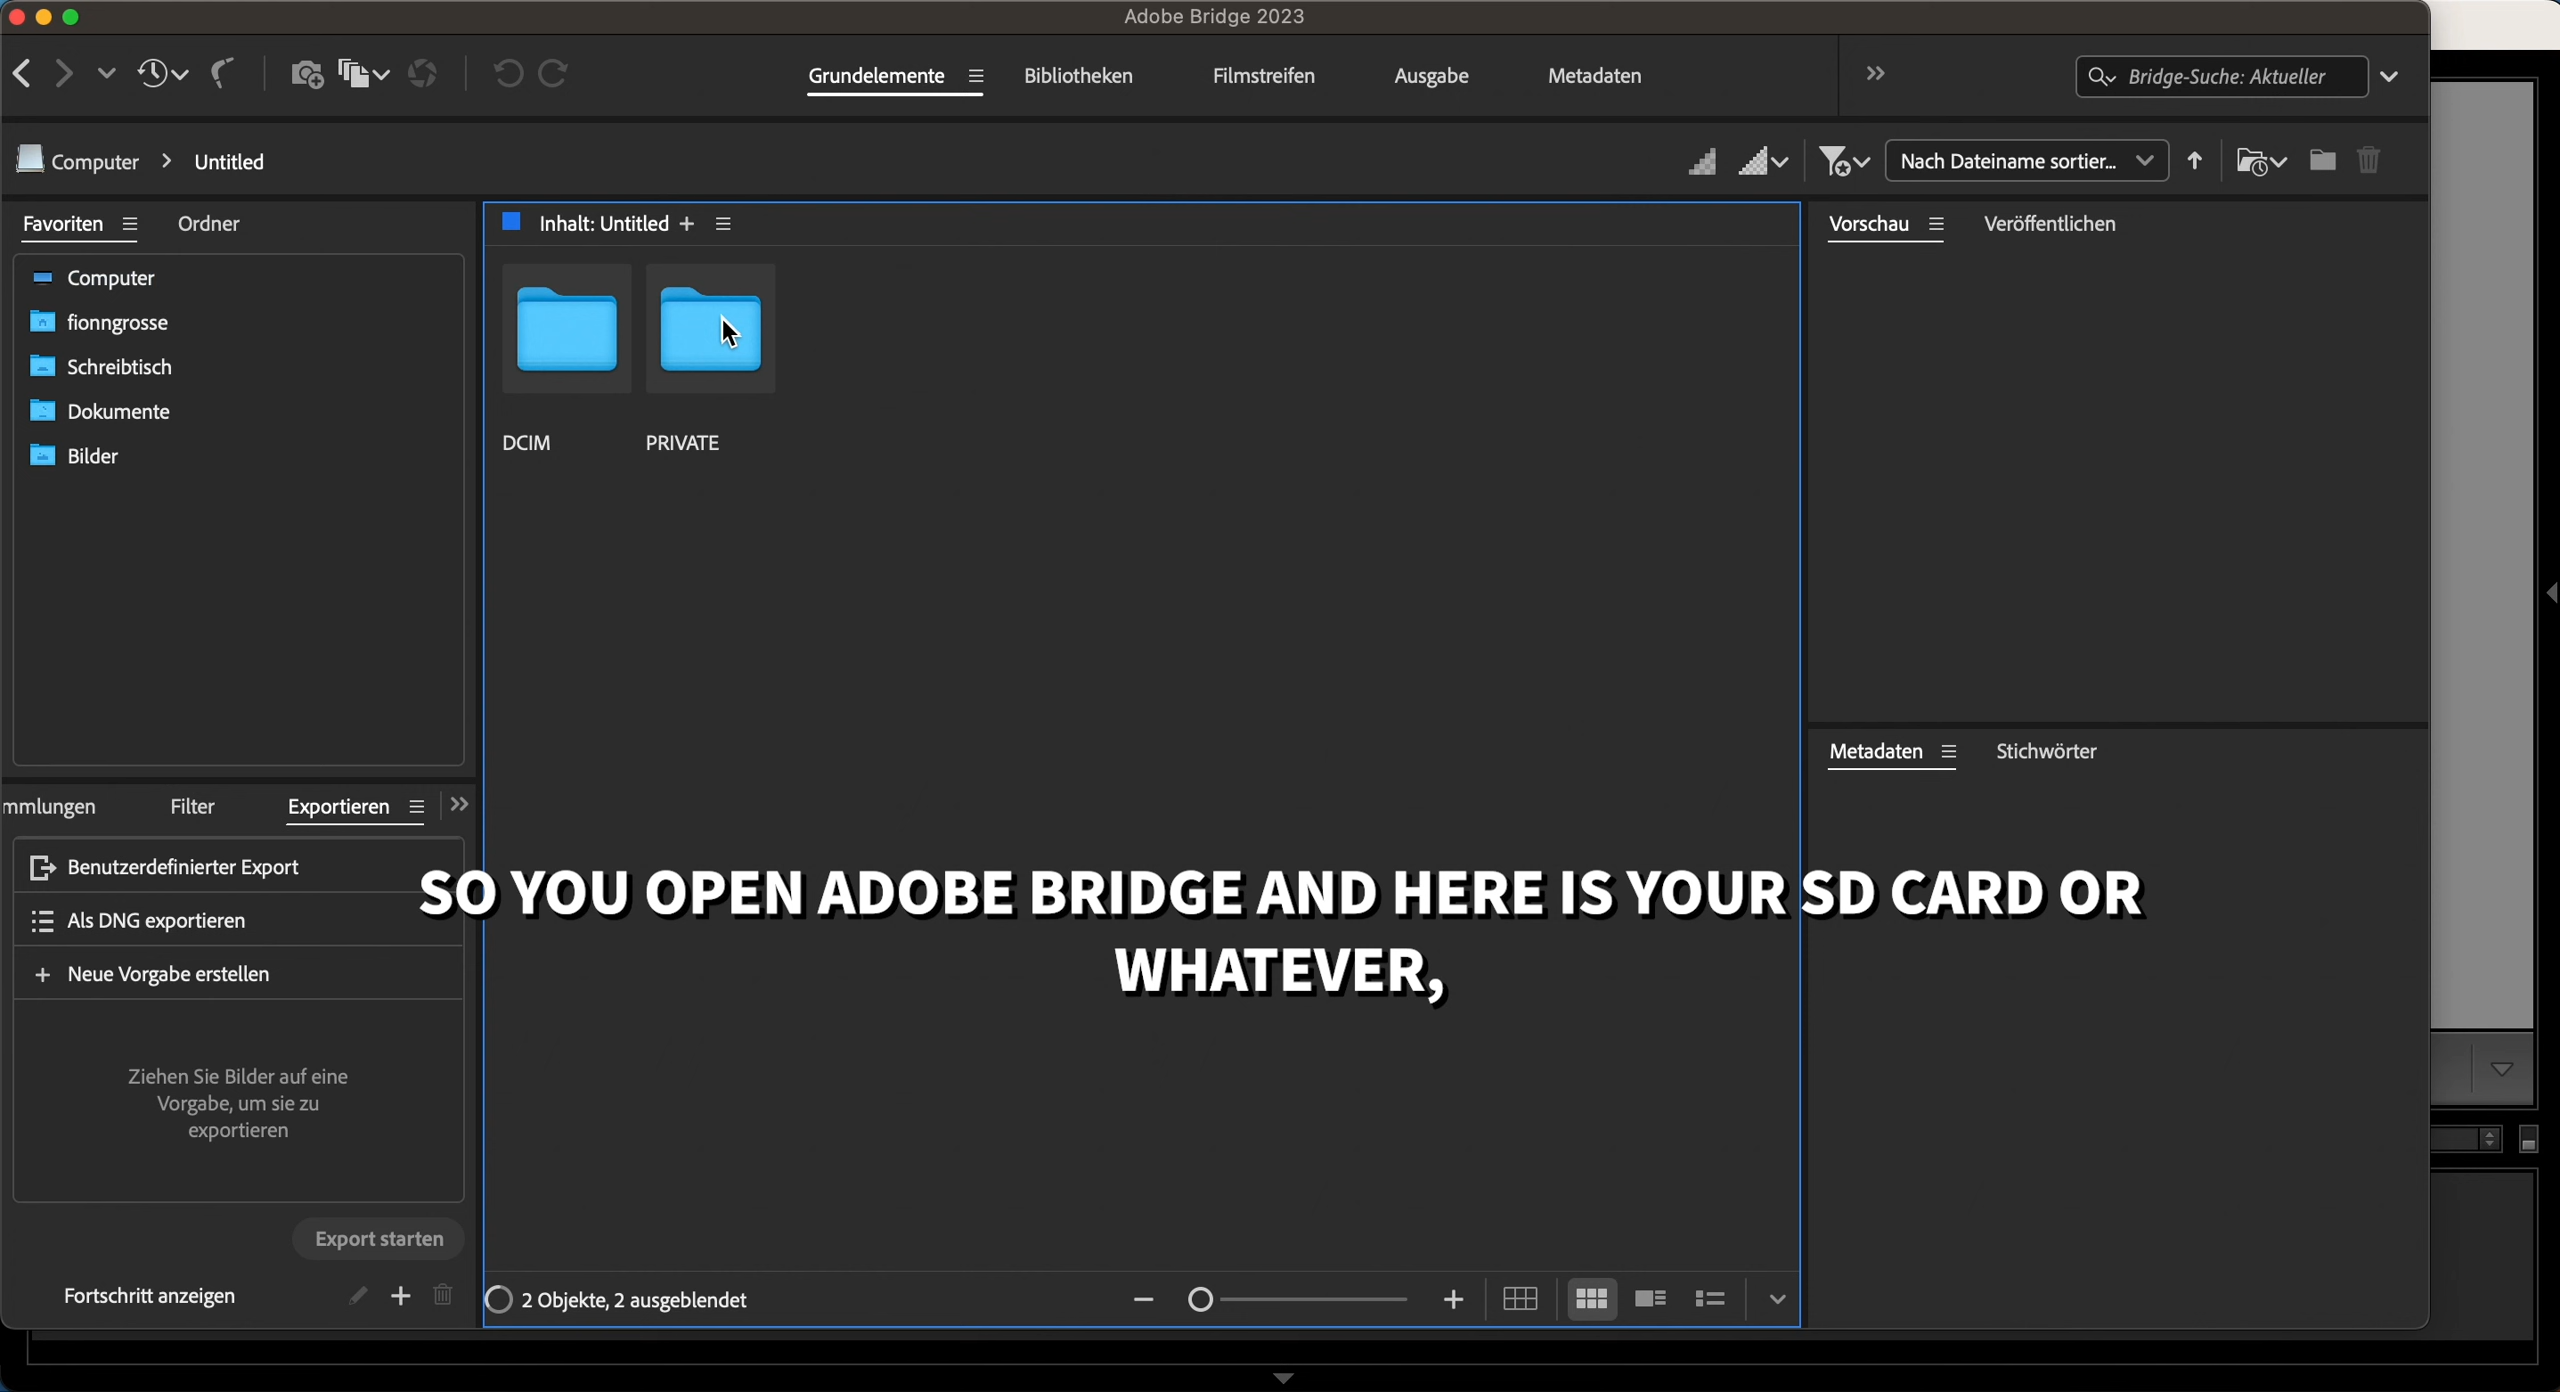 Adobe Bridge 2023
Grundelemente
Bibliotheken
Filmstreifen
Ausgabe
Metadaten
Bridge-Suche: Aktueller
Computer
Untitled
Nach Dateiname sortier...
Favoriten
Ordner
Computer
fionngrosse
Schreibtisch
Dokumente
Bilder
Inhalt: Untitled
DCIM
PRIVATE
Vorschau
Veröffentlichen
Metadaten
Stichwörter
mmlungen
Filter
Exportieren
Benutzerdefinierter Export
Als DNG exportieren
Neue Vorgabe erstellen
Ziehen Sie Bilder auf eine
Vorgabe, um sie zu
exportieren
Export starten
Fortschritt anzeigen
SO YOU OPEN ADOBE BRIDGE AND HERE IS YOUR SD CARD OR
WHATEVER,
2 Objekte, 2 ausgeblendet